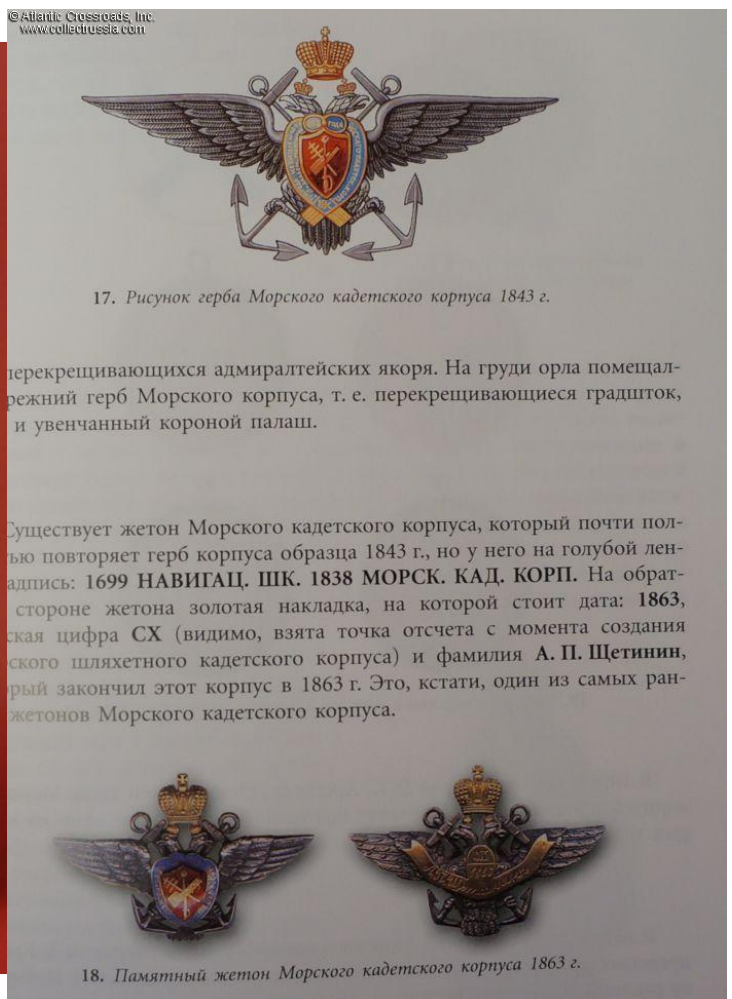 © Atlantic Crossroads, Inc.
www.collectrussia.com
17. Рисунок герба Морского кадетского корпуса 1843 г.
перекрещивающихся адмиралтейских якоря. На груди орла помещал-
режний герб Морского корпуса, т. е. перекрещивающиеся градшток,
и увенчанный короной палаш.
Существует жетон Морского кадетского корпуса, который почти пол-
тью повторяет герб корпуса образца 1843 г., но у него на голубой лен-
адпись: 1699 НАВИГАЦ. ШК. 1838 МОРСК. КАД. КОРП. На обрат-
стороне жетона золотая накладка, на которой стоит дата: 1863,
ская цифра CX (видимо, взята точка отсчета с момента создания
рского шляхетного кадетского корпуса) и фамилия А. П. Щетинин,
орый закончил этот корпус в 1863 г. Это, кстати, один из самых ран-
жетонов Морского кадетского корпуса.
18. Памятный жетон Морского кадетского корпуса 1863 г.